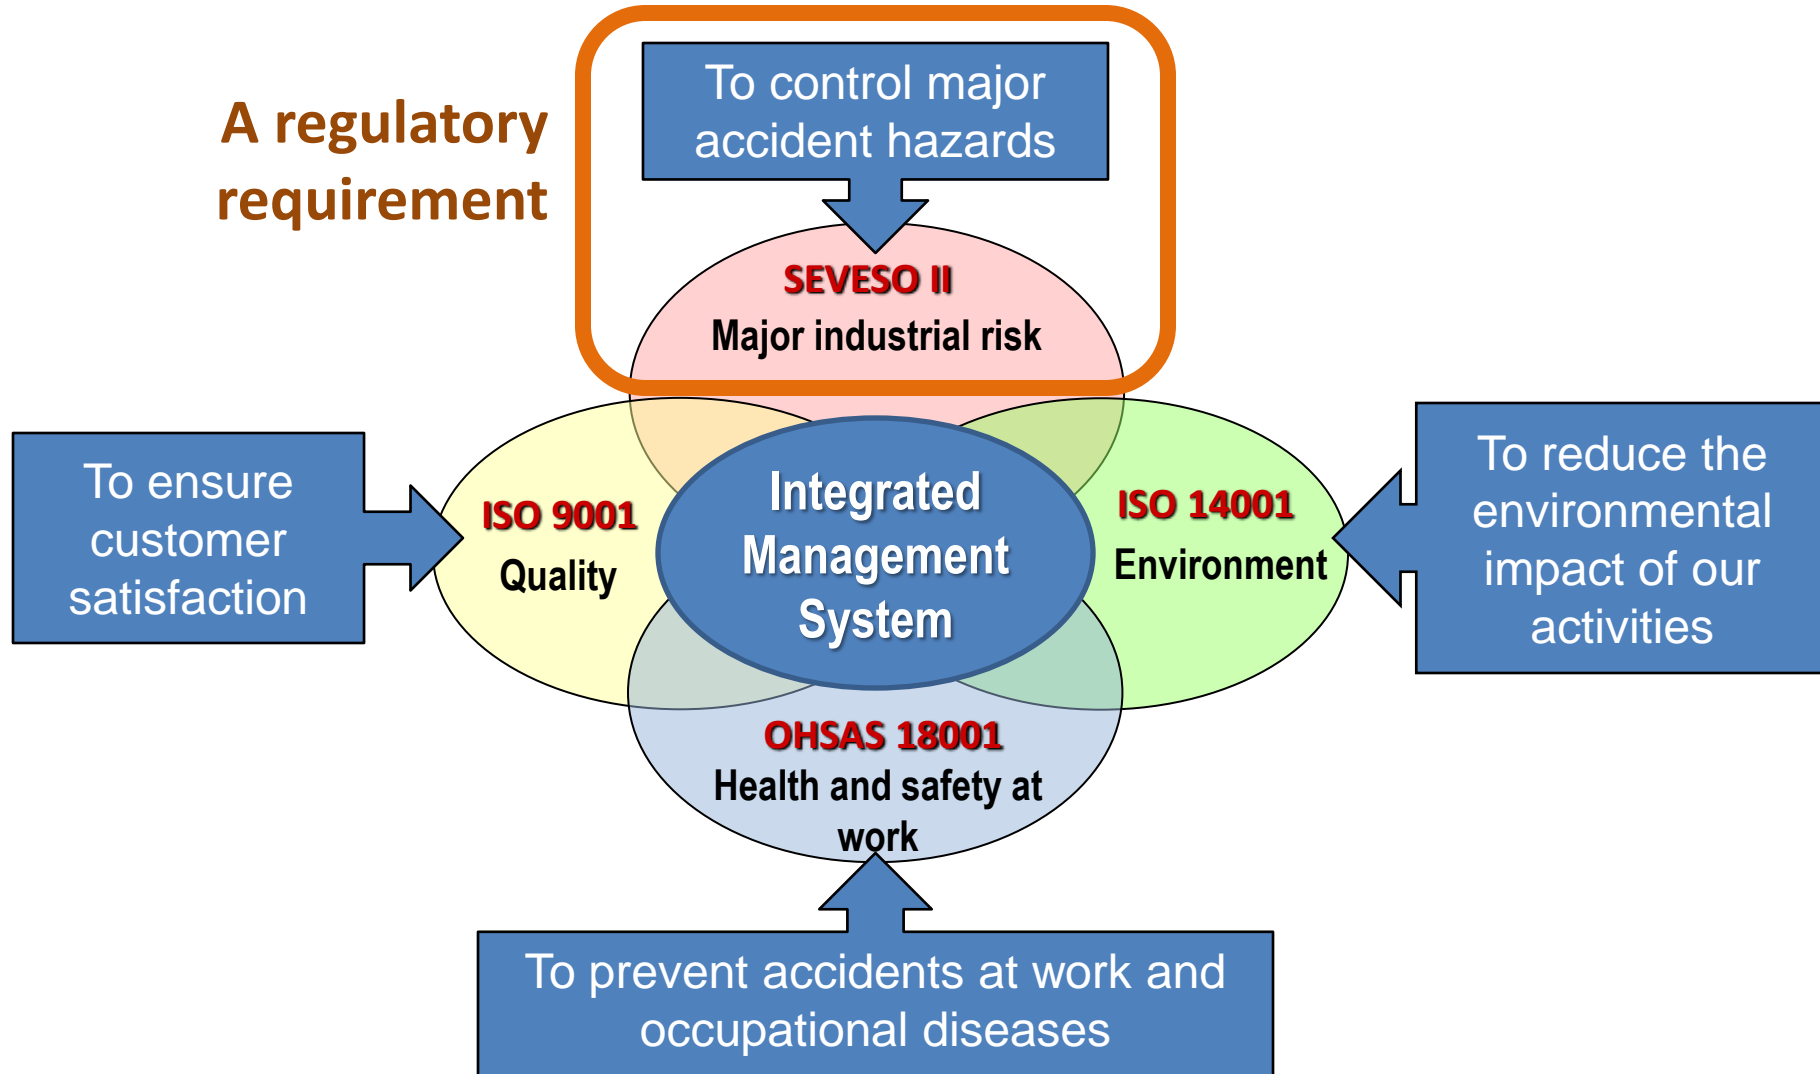 A regulatory
requirement
To control major
accident hazards
SEVESO II
Major industrial risk
To ensure
customer
satisfaction
ISO 9001
Quality
Integrated
Management
System
ISO 14001
Environment
To reduce the
environmental
impact of our
activities
OHSAS 18001
Health and safety at
work
To prevent accidents at work and
occupational diseases